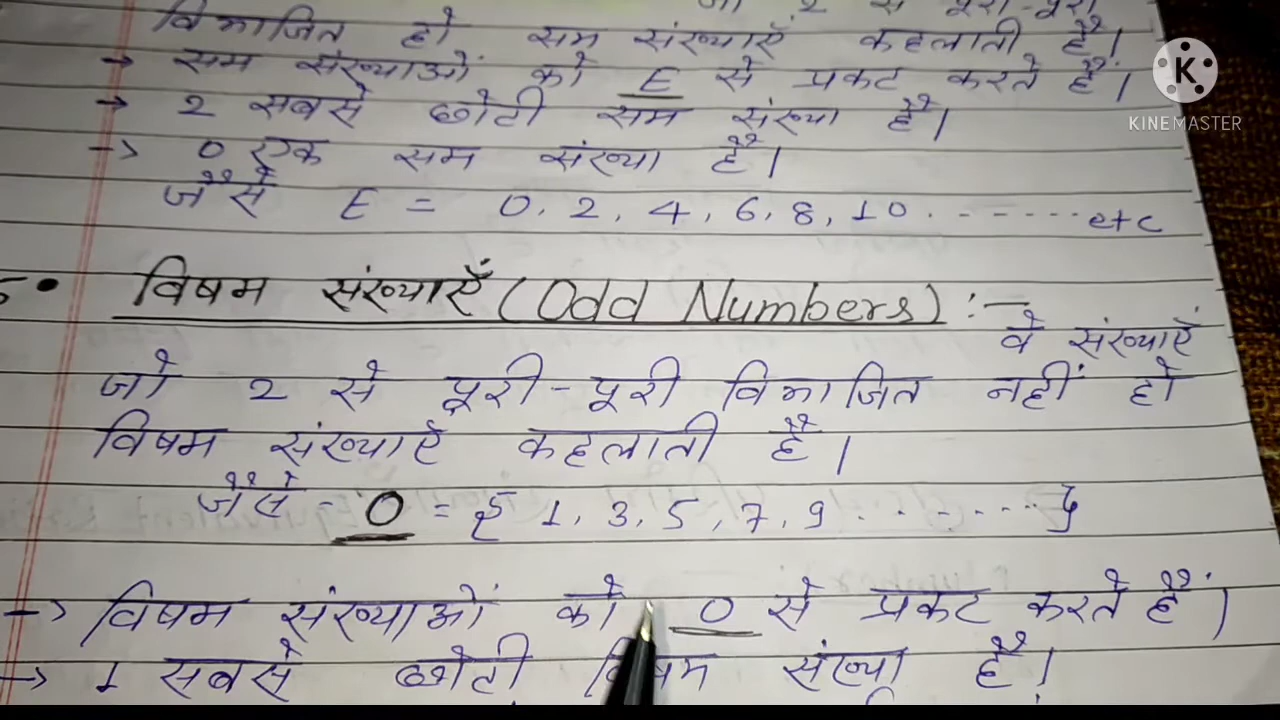 जो 2 से पूरी-पूरी
विभाजित हो सम संख्याएँ कहलाती हैं।
→ सम संख्याओं को E से प्रकट करते हैं।
→ 2 सबसे छोटी सम संख्या है।
→ 0 एक सम संख्या है।
जैसे E = 0, 2, 4, 6, 8, 10 ........ etc
• विषम संख्याएँ (Odd Numbers) :-
वे संख्याएँ
जो 2 से पूरी-पूरी विभाजित नहीं हो
विषम संख्याएँ कहलाती हैं।
जैसे - O = { 1, 3, 5, 7, 9 ........ }
→ विषम संख्याओं को O से प्रकट करते हैं।
→ 1 सबसे छोटी विषम संख्या है।
K
KINEMASTER